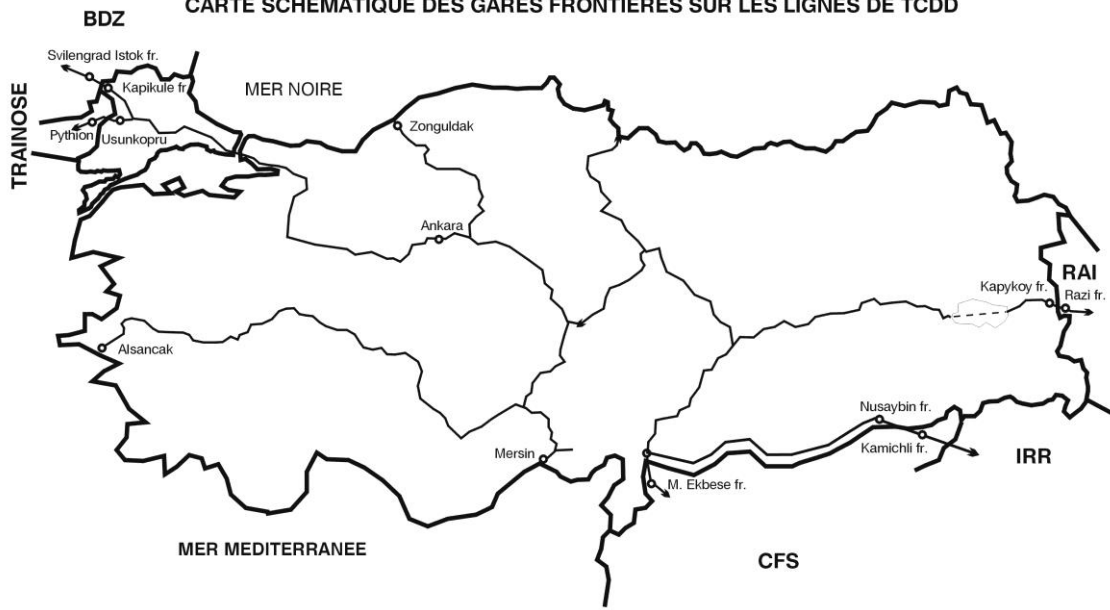 CARTE SCHEMATIQUE DES GARES FRONTIERES SUR LES LIGNES DE TCDD
BDZ
Svilengrad Istok fr.
Kapikule fr
MER NOIRE
TRAINOSE
Pythion
Usunkopru
Zonguldak
Ankara
RAI
Kapykoy fr.
Razi fr.
Alsancak
Nusaybin fr.
Kamichli fr.
IRR
Mersin
M. Ekbese fr.
MER MEDITERRANEE
CFS